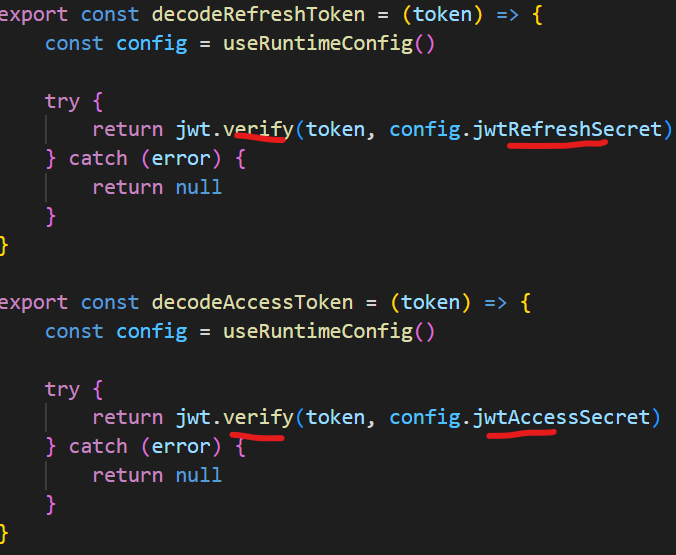 export const decodeRefreshToken = (token) => {
const config = useRuntimeConfig()
try {
return jwt.verify(token, config.jwtRefreshSecret)
} catch (error) {
return null
}
}
export const decodeAccessToken = (token) => {
const config = useRuntimeConfig()
try {
return jwt.verify(token, config.jwtAccessSecret)
} catch (error) {
return null
}
}